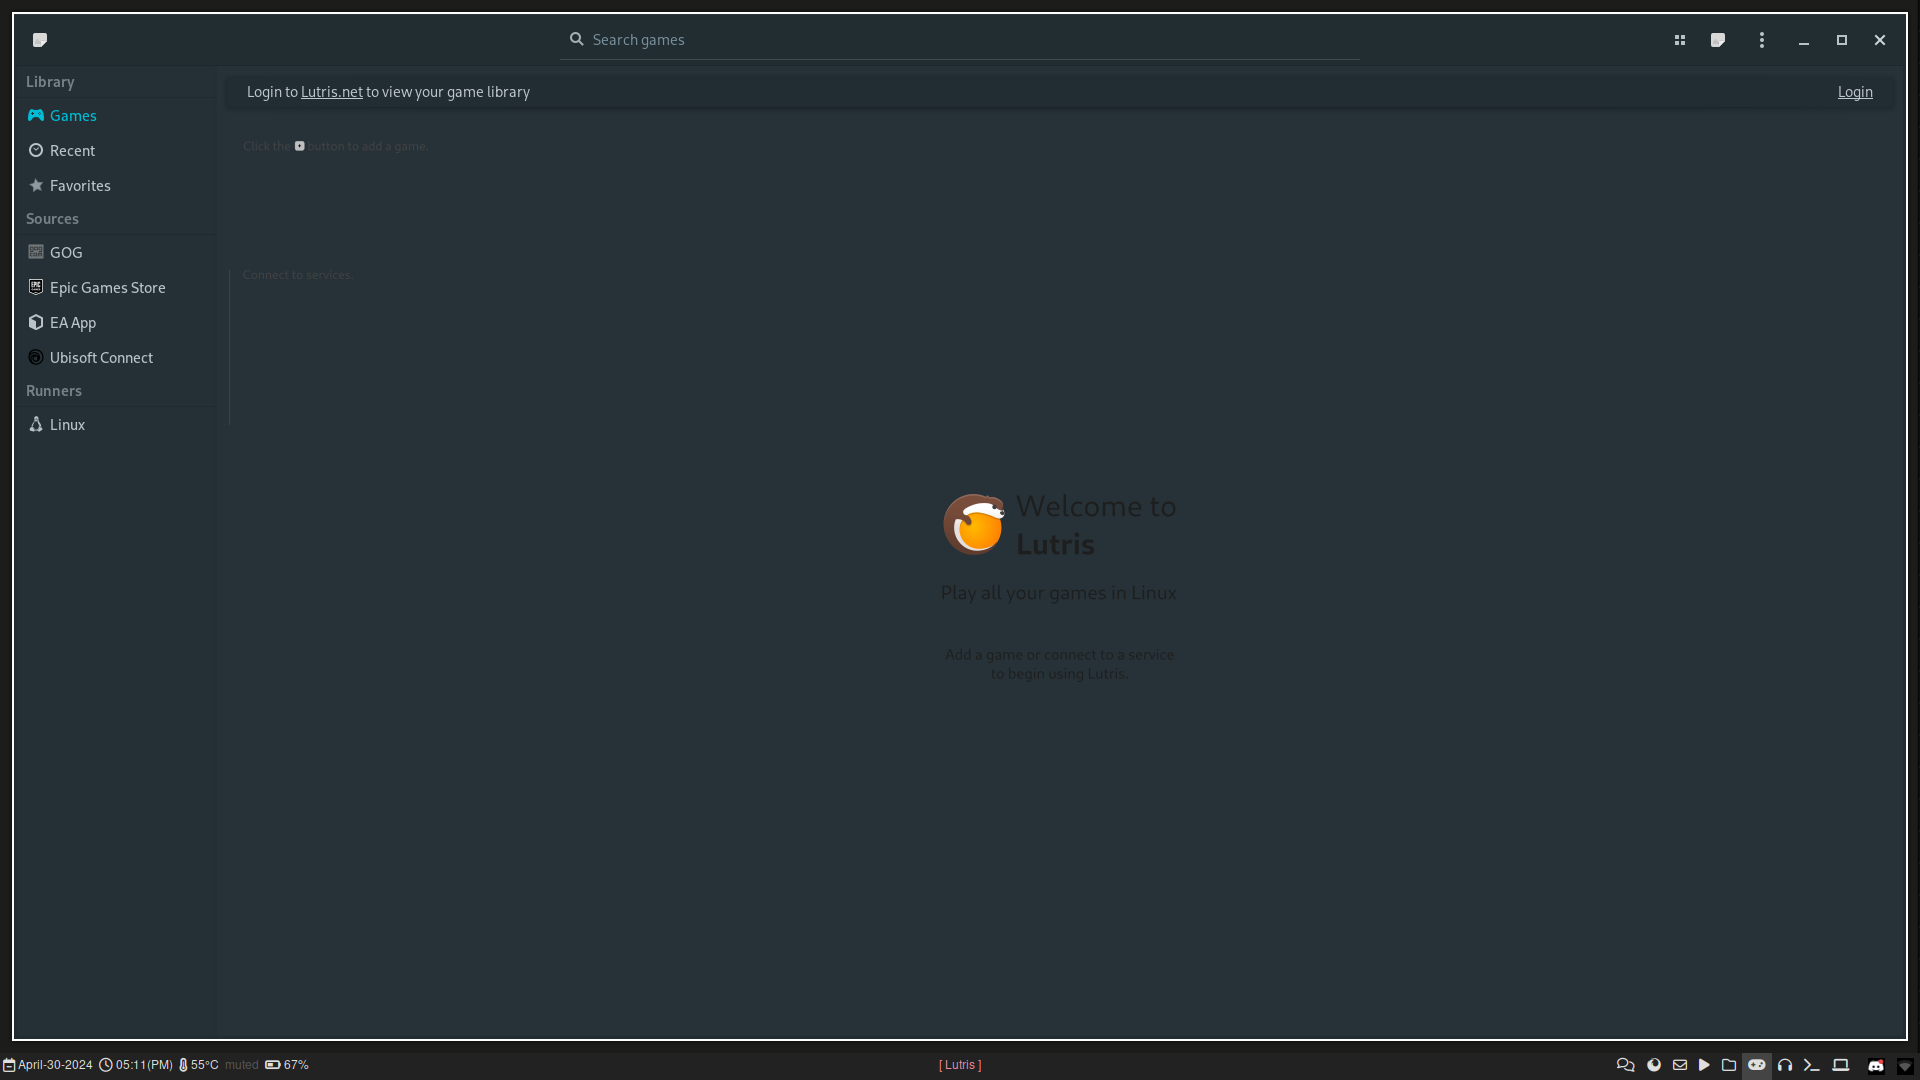 Search games
Library
Login to Lutris.net to view your game library Login
Games
Click the button to add a game.
Recent
Favorites
Sources
GOG
Connect to services.
Epic Games Store
EA App
Ubisoft Connect
Runners
Linux
Welcome to
Lutris
Play all your games in Linux
Add a game or connect to a service
to begin using Lutris.
April-30-2024 05:11(PM) 55°C muted 67% [ Lutris ]